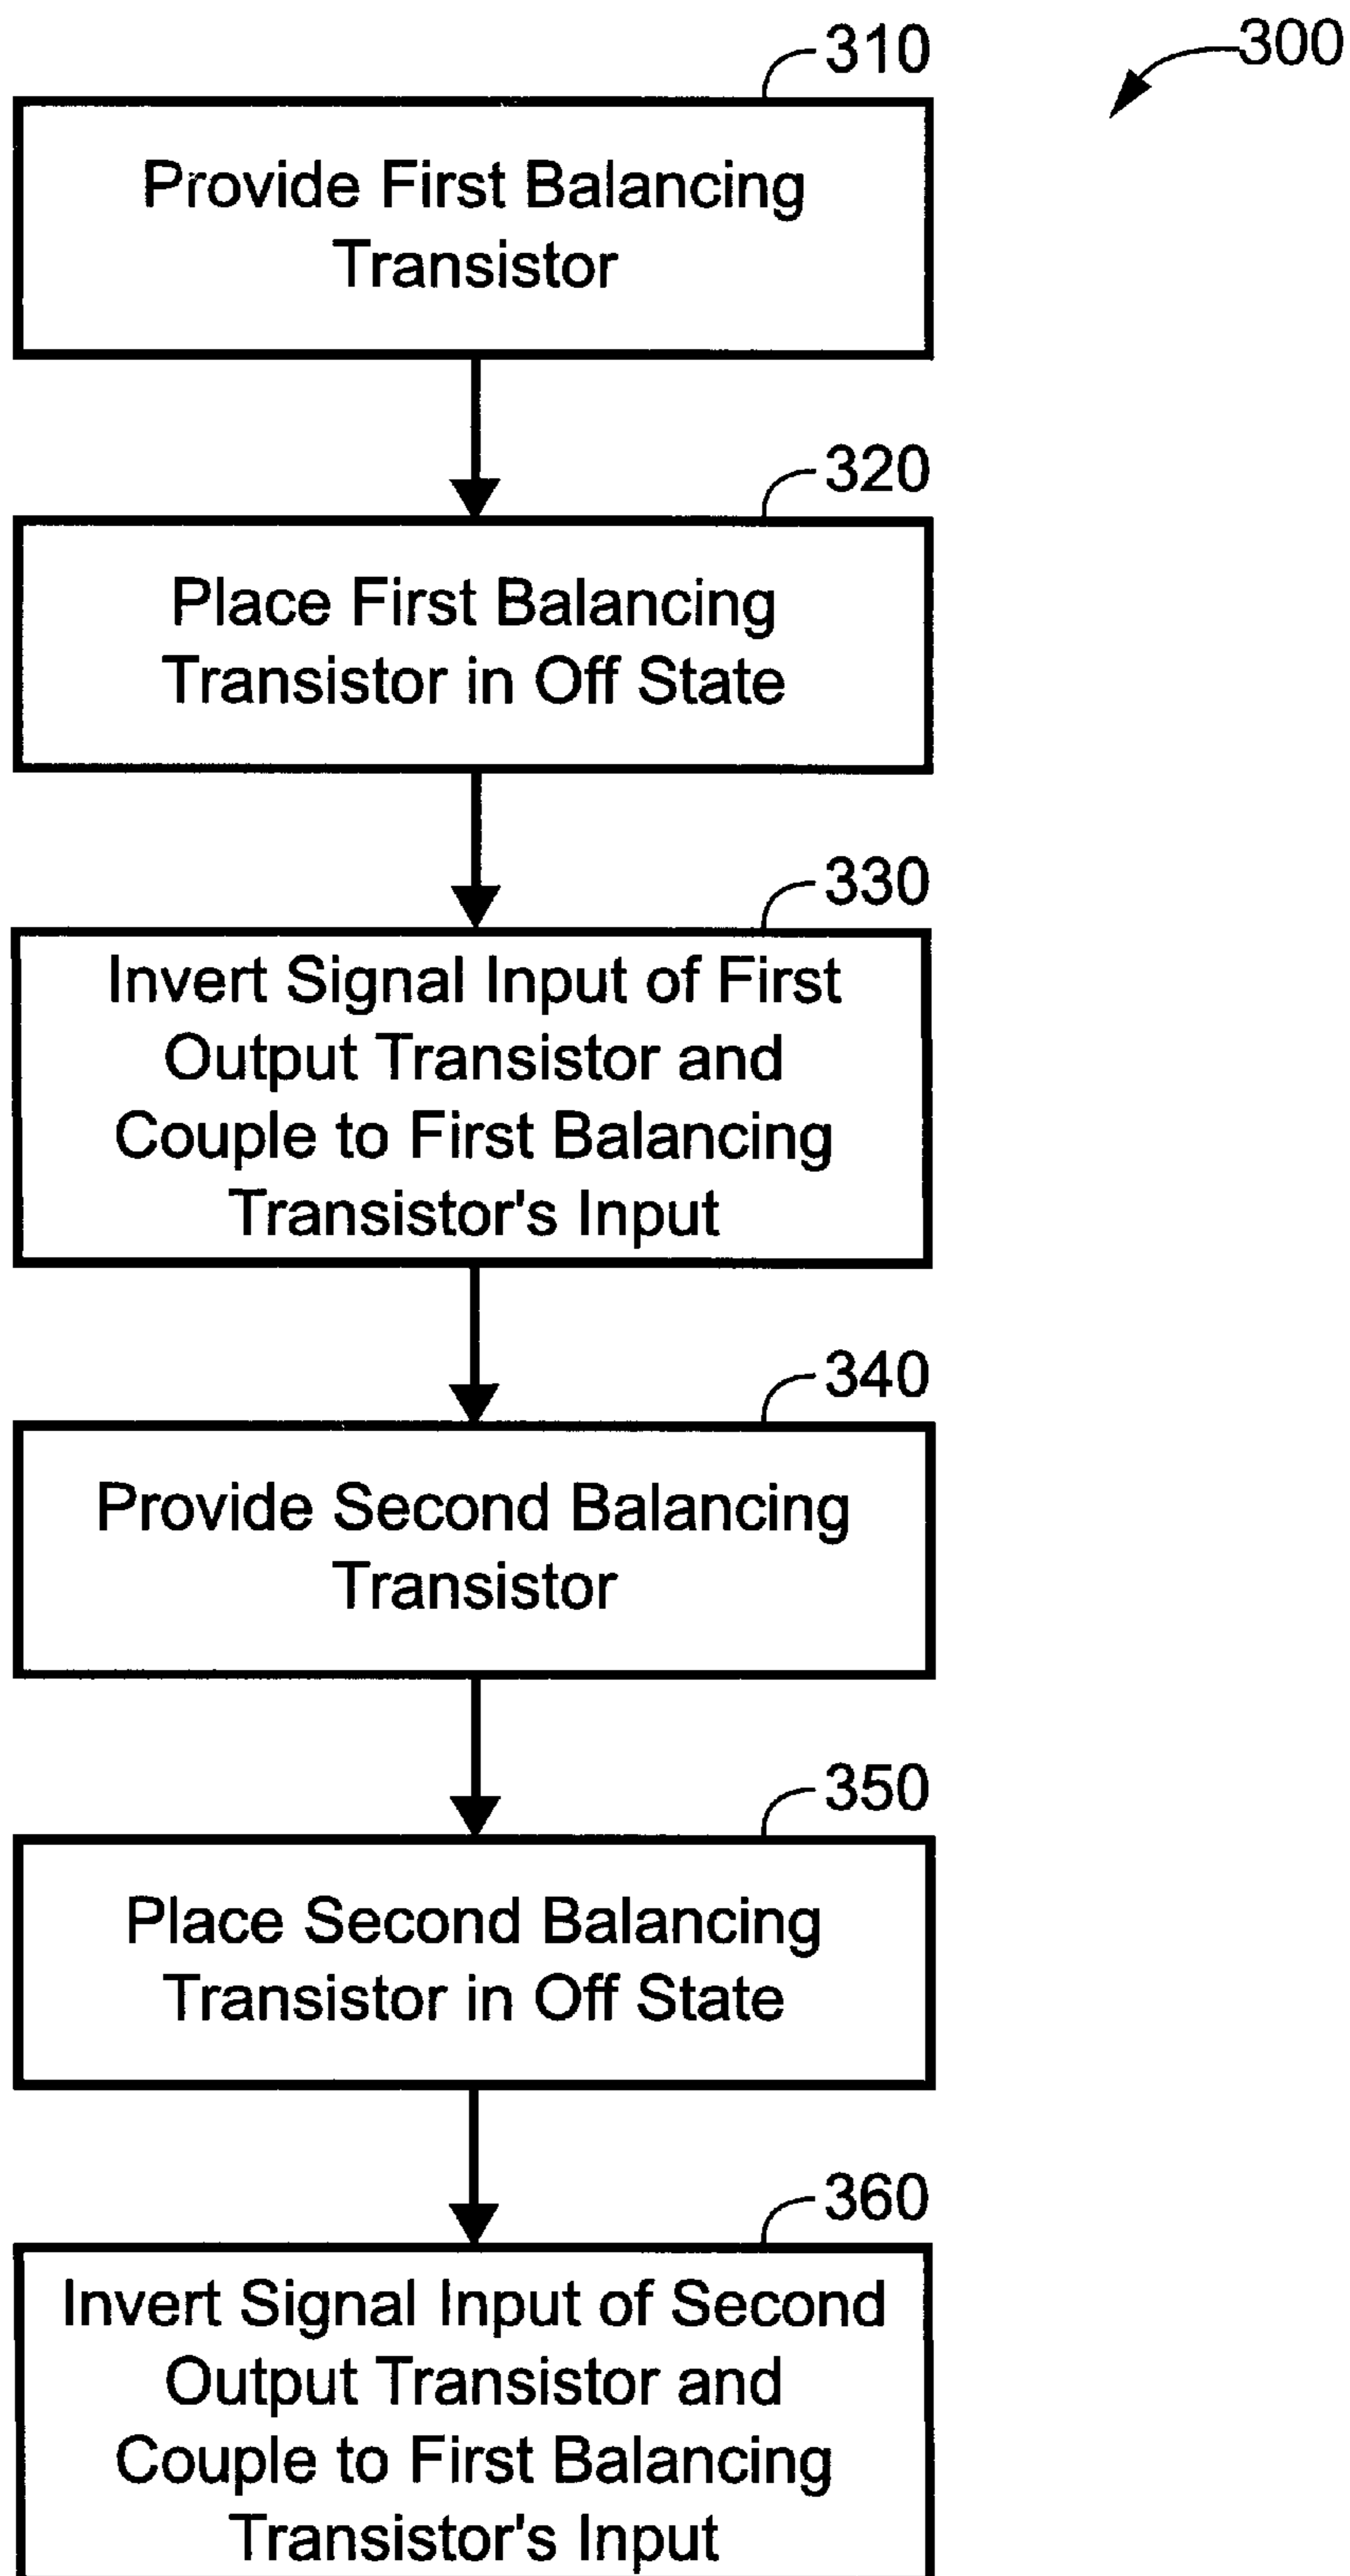 310
300
Provide First Balancing
Transistor
320
Place First Balancing
Transistor in Off State
330
Invert Signal Input of First
Output Transistor and
Couple to First Balancing
Transistor's Input
340
Provide Second Balancing
Transistor
350
Place Second Balancing
Transistor in Off State
360
Invert Signal Input of Second
Output Transistor and
Couple to First Balancing
Transistor's Input